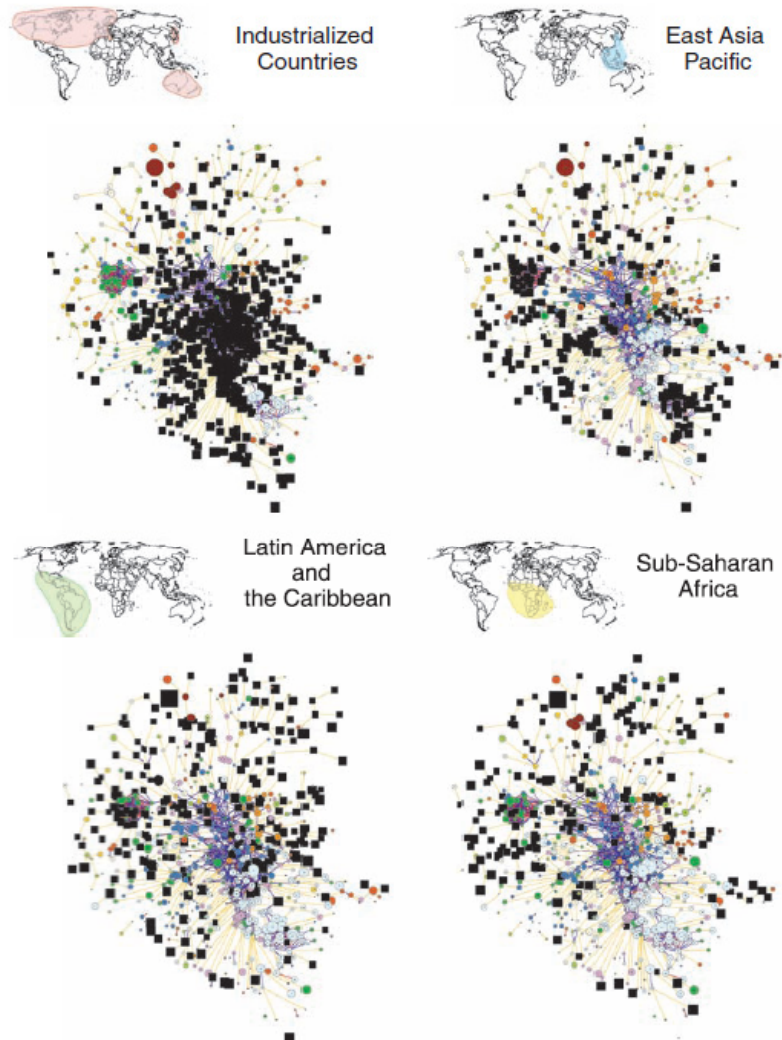 Industrialized
Countries
East Asia
Pacific
Latin America
and
the Caribbean
Sub-Saharan
Africa